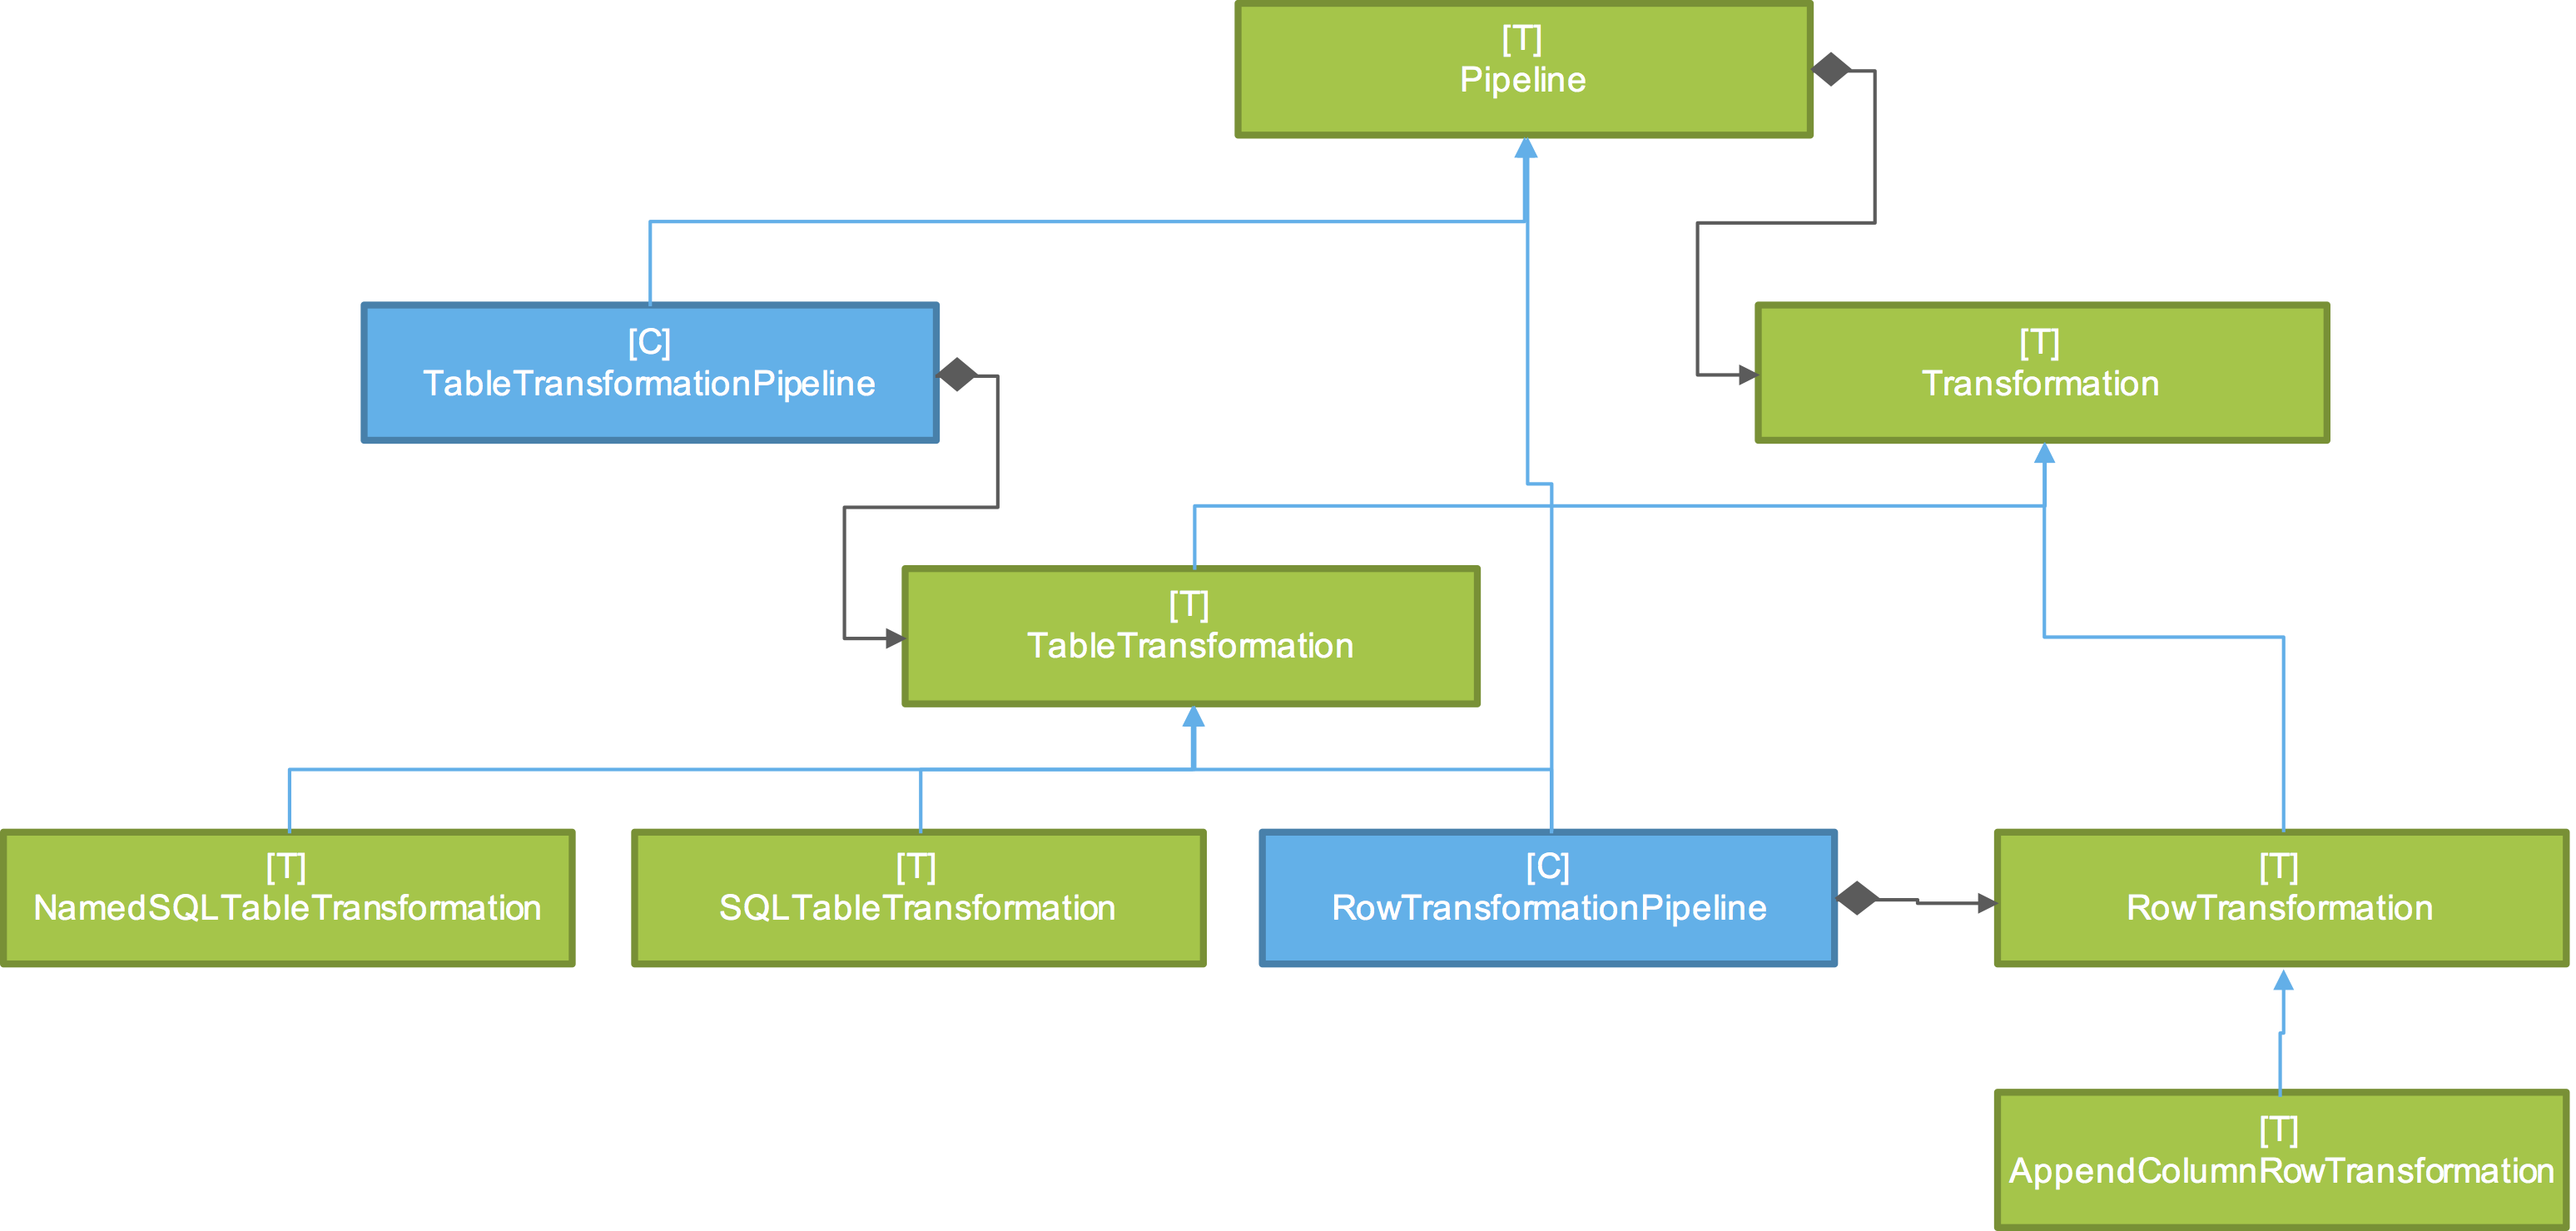 [T]
Pipeline
[C]
TableTransformationPipeline
[T]
Transformation
[T]
TableTransformation
[T]
NamedSQLTableTransformation
[T]
SQLTableTransformation
[C]
RowTransformationPipeline
[T]
RowTransformation
[T]
AppendColumnRowTransformation